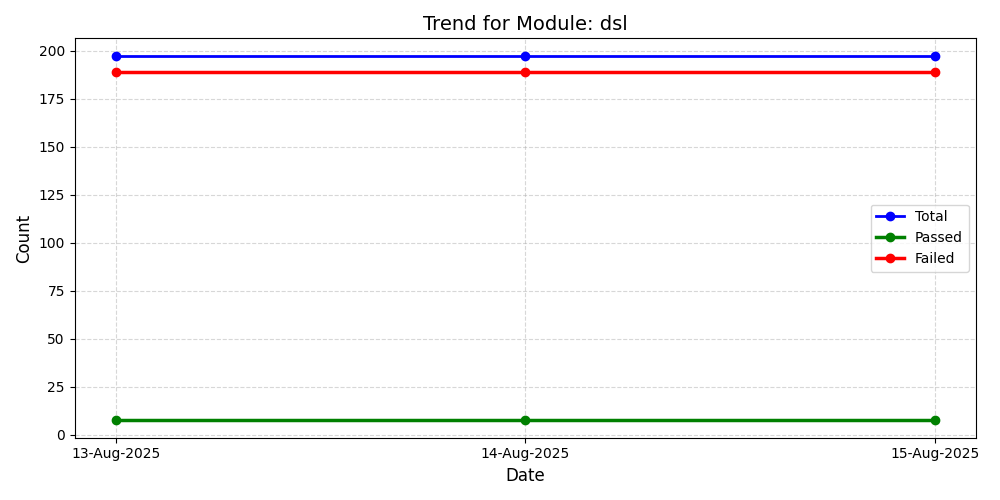 Trend for Module: dsl
Count
200
175
150
125
100
75
50
25
0
Total
Passed
Failed
13-Aug-2025 14-Aug-2025 15-Aug-2025
Date